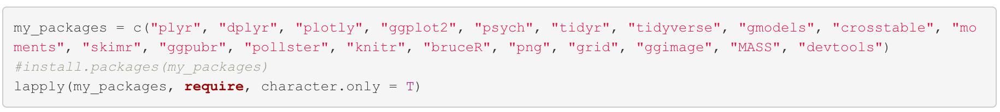 my_packages = c("plyr", "dplyr", "plotly", "ggplot2", "psych", "tidyr", "tidyverse", "gmodels", "crosstable", "mo
ments", "skimr", "ggpubr", "pollster", "knitr", "bruceR", "png", "grid", "ggimage", "MASS", "devtools")
#install.packages(my_packages)
lapply(my_packages, require, character.only = T)